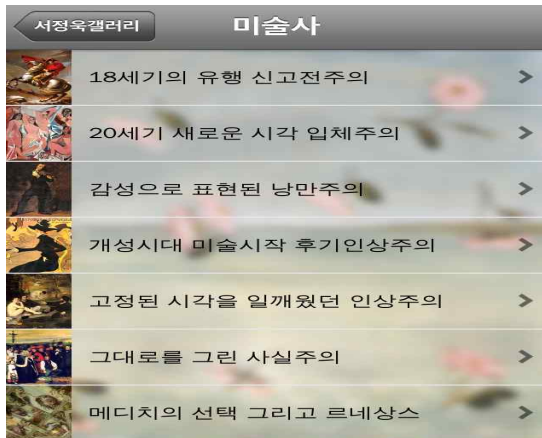 서정욱갤러리
미술사
18세기의 유행 신고전주의
20세기 새로운 시각 입체주의
감성으로 표현된 낭만주의
개성시대 미술시작 후기인상주의
고정된 시각을 일깨웠던 인상주의
그대로를 그린 사실주의
메디치의 선택 그리고 르네상스